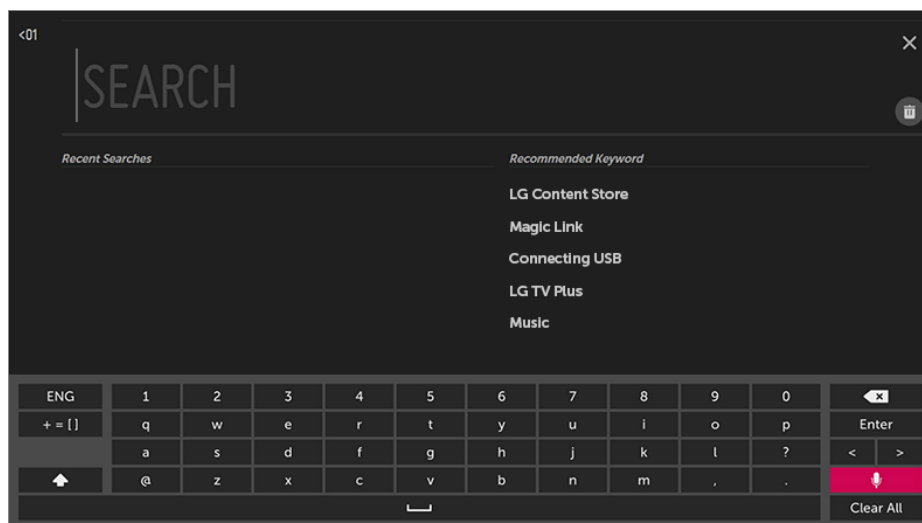 <01
SEARCH
Recent Searches
Recommended Keyword
LG Content Store
Magic Link
Connecting USB
LG TV Plus
Music
ENG 1 2 3 4 5 6 7 8 9 0
+ = [ ] q w e r t y u i o p Enter
a s d f g h j k l ? < >
@ z x c v b n m , .
Clear All